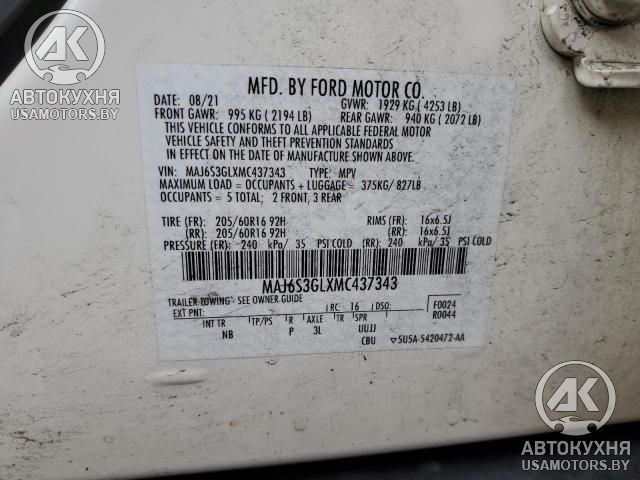 AK
АВТОКУХНЯ
USAMOTORS.BY
MFD. BY FORD MOTOR CO.
DATE: 08/21 GVWR: 1929 KG ( 4253 LB)
FRONT GAWR: 995 KG ( 2194 LB) REAR GAWR: 940 KG ( 2072 LB)
THIS VEHICLE CONFORMS TO ALL APPLICABLE FEDERAL MOTOR
VEHICLE SAFETY AND THEFT PREVENTION STANDARDS
IN EFFECT ON THE DATE OF MANUFACTURE SHOWN ABOVE.
VIN: MAJ6S3GLXMC437343 TYPE: MPV
MAXIMUM LOAD = OCCUPANTS + LUGGAGE = 375KG/ 827LB
OCCUPANTS = 5 TOTAL; 2 FRONT, 3 REAR
TIRE (FR): 205/60R16 92H RIMS (FR): 16x6.5J
(RR): 205/60R16 92H (RR): 16x6.5J
PRESSURE (FR): 240 kPa/ 35 PSI COLD (RR): 240 kPa/ 35 PSI COLD
MAJ6S3GLXMC437343
TRAILER TOWING- SEE OWNER GUIDE
EXT PNT: RC: 16 DSO: F0024
R0044
INT TR TP/PS R AXLE TR SPR
NB P 3L UUJJ
CBU ▽5U5A-5420472-AA
AK
АВТОКУХНЯ
USAMOTORS.BY